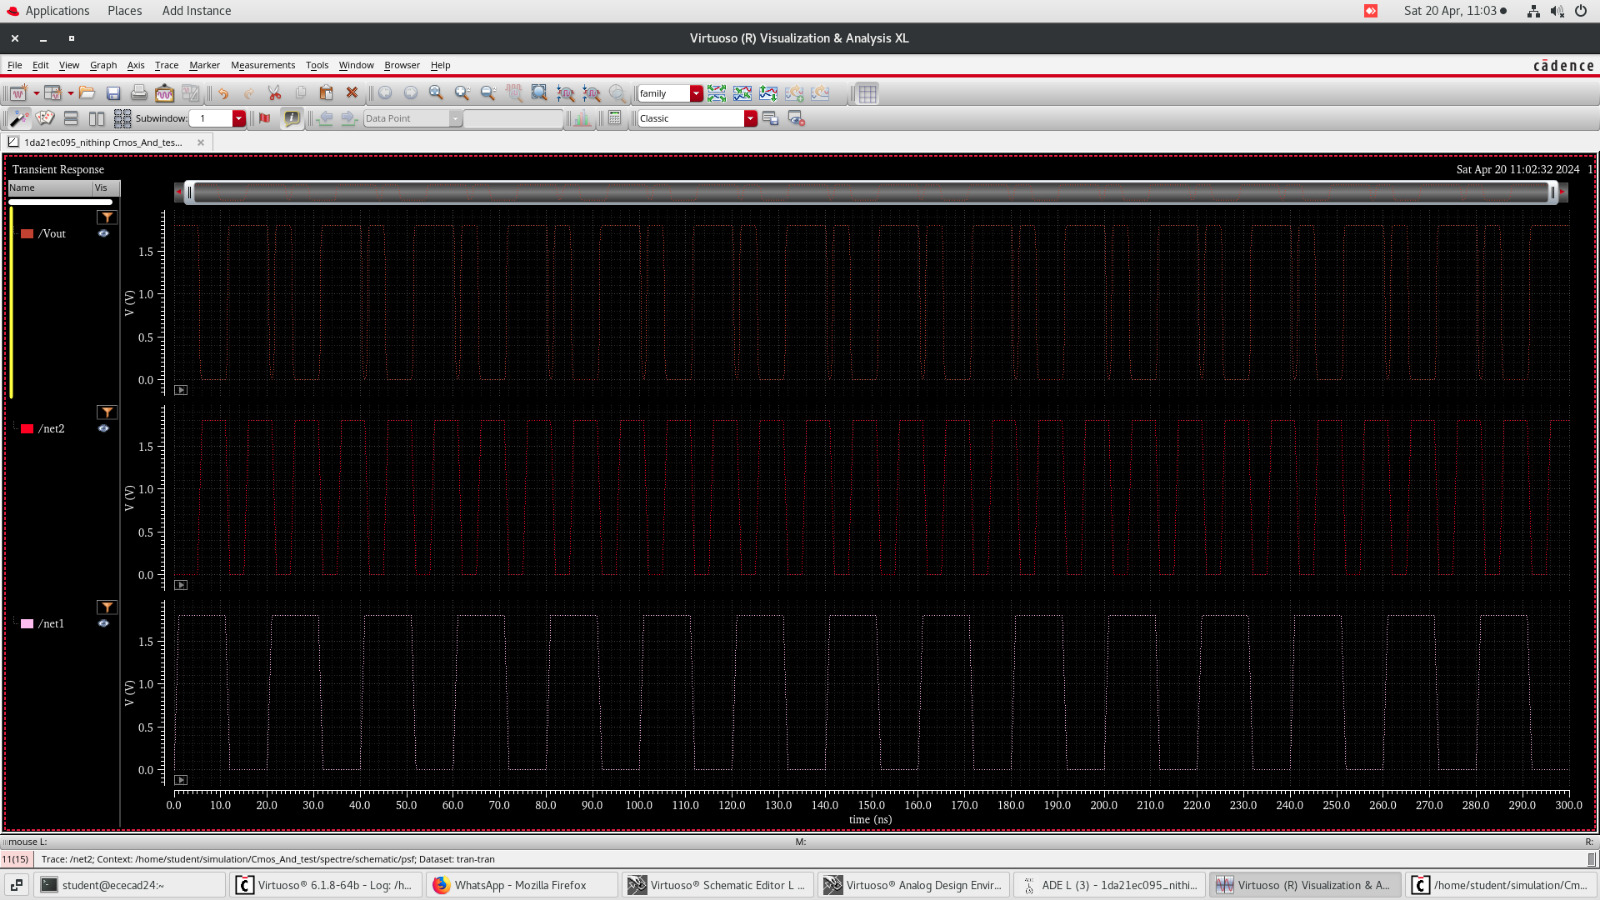 Applications Places Add Instance
Sat 20 Apr, 11:03
Virtuoso (R) Visualization & Analysis XL
File Edit View Graph Axis Trace Marker Measurements Tools Window Browser Help
cādence
family
Subwindow: 1
Data Point
Classic
1da21ec095_nithinp Cmos_And_tes...
Transient Response
Sat Apr 20 11:02:32 2024 1
Name Vis
/Vout
V (V)
1.5
1.0
0.5
0.0
/net2
V (V)
1.5
1.0
0.5
0.0
/net1
V (V)
1.5
1.0
0.5
0.0
0.0 10.0 20.0 30.0 40.0 50.0 60.0 70.0 80.0 90.0 100.0 110.0 120.0 130.0 140.0 150.0 160.0 170.0 180.0 190.0 200.0 210.0 220.0 230.0 240.0 250.0 260.0 270.0 280.0 290.0 300.0
time (ns)
mouse L: M: R:
11(15) Trace: /net2; Context: /home/student/simulation/Cmos_And_test/spectre/schematic/psf; Dataset: tran-tran
student@ececad24:~
Virtuoso® 6.1.8-64b - Log: /h...
WhatsApp - Mozilla Firefox
Virtuoso® Schematic Editor L ...
Virtuoso® Analog Design Envir...
ADE L (3) - 1da21ec095_nithi...
Virtuoso (R) Visualization & A...
/home/student/simulation/Cm...